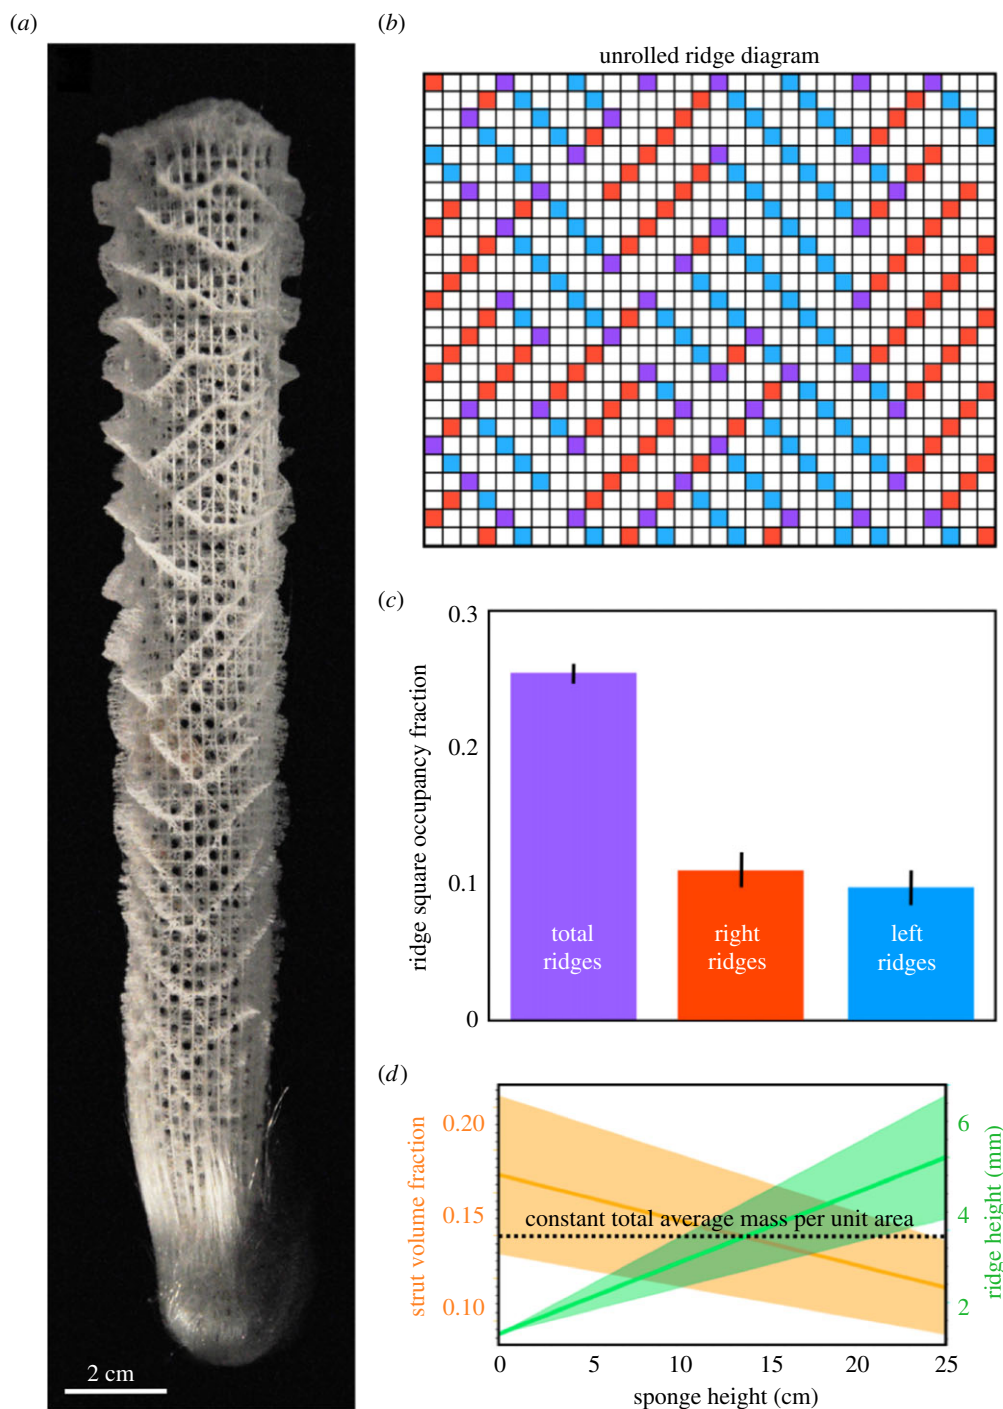 (a)
2 cm
(b)
unrolled ridge diagram
(c)
ridge square occupancy fraction
0.3
0.2
0.1
0
total
ridges
right
ridges
left
ridges
(d)
strut volume fraction
0.20
0.15
0.10
constant total average mass per unit area
6
4
2
ridge height (mm)
0
5
10
15
20
25
sponge height (cm)